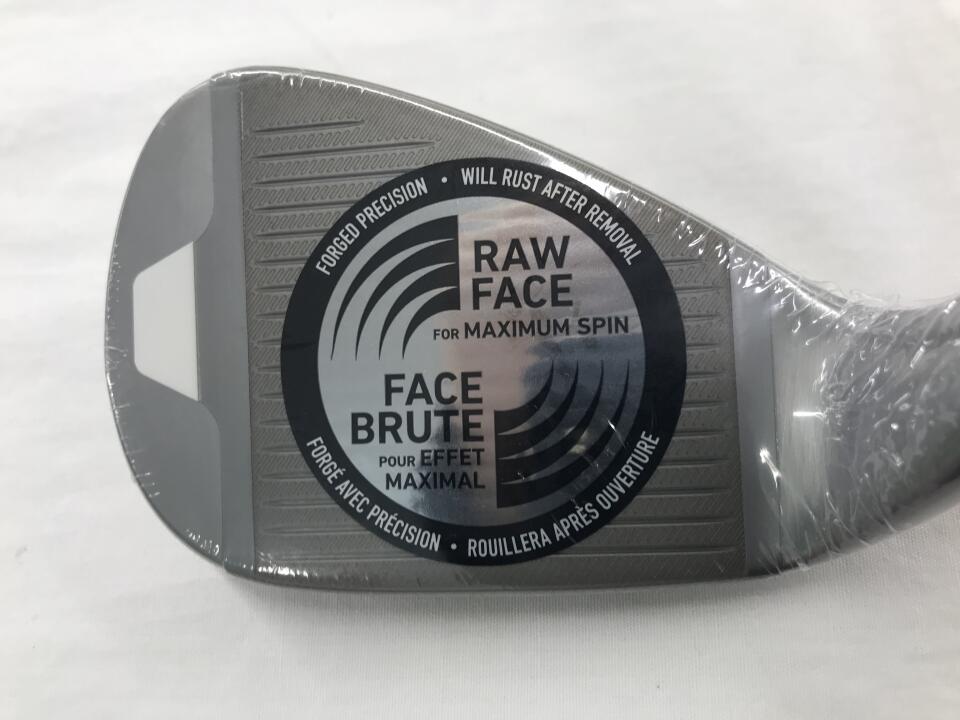 FORGED PRECISION • WILL RUST AFTER REMOVAL
RAW
FACE
FOR MAXIMUM SPIN
FACE
BRUTE
POUR EFFET
MAXIMAL
FORGÉ AVEC PRÉCISION • ROUILLERA APRÈS OUVERTURE